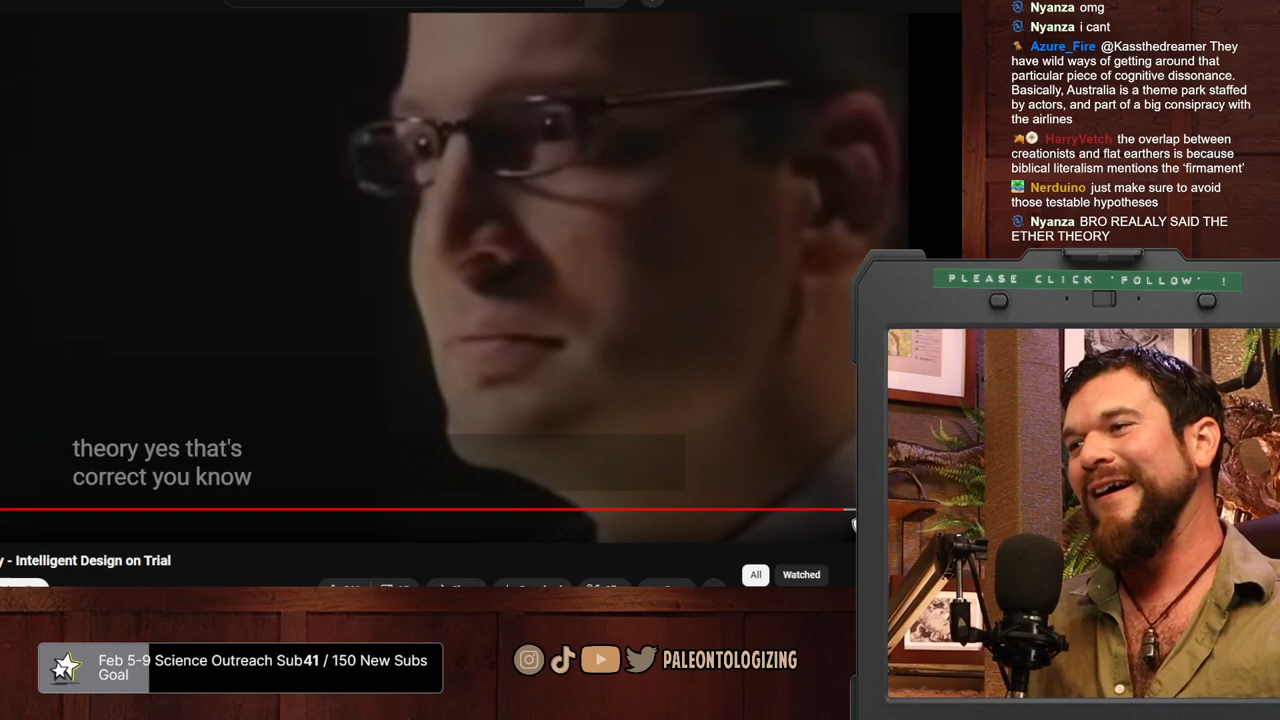 Nyanza omg
Nyanza i cant
Azure_Fire @Kassthedreamer They
have wild ways of getting around that
particular piece of cognitive dissonance.
Basically, Australia is a theme park staffed
by actors, and part of a big consipracy with
the airlines
HarryVetch the overlap between
creationists and flat earthers is because
biblical literalism mentions the ‘firmament’
Nerduino just make sure to avoid
those testable hypotheses
Nyanza BRO REALALY SAID THE
ETHER THEORY
PLEASE CLICK 'FOLLOW' !
theory yes that's
correct you know
y - Intelligent Design on Trial
All
Watched
Feb 5-9 Science Outreach Sub
Goal
41 / 150 New Subs
PALEONTOLOGIZING